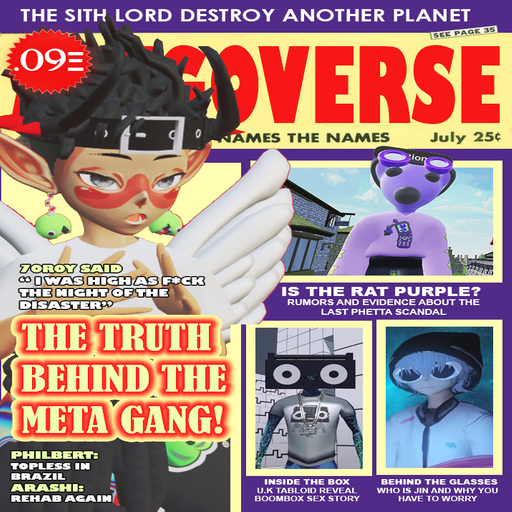 THE SITH LORD DESTROY ANOTHER PLANET
SEE PAGE 35
.09Ξ
GOVERSE
NAMES THE NAMES July 25¢
7OROY SAID
“ I WAS HIGH AS F*CK
THE NIGHT OF THE
DISASTER”
THE TRUTH
BEHIND THE
META GANG!
PHILBERT:
TOPLESS IN
BRAZIL
ARASHI:
REHAB AGAIN
IS THE RAT PURPLE?
RUMORS AND EVIDENCE ABOUT THE
LAST PHETTA SCANDAL
INSIDE THE BOX
U.K TABLOID REVEAL
BOOMBOX SEX STORY
BEHIND THE GLASSES
WHO IS JIN AND WHY YOU
HAVE TO WORRY